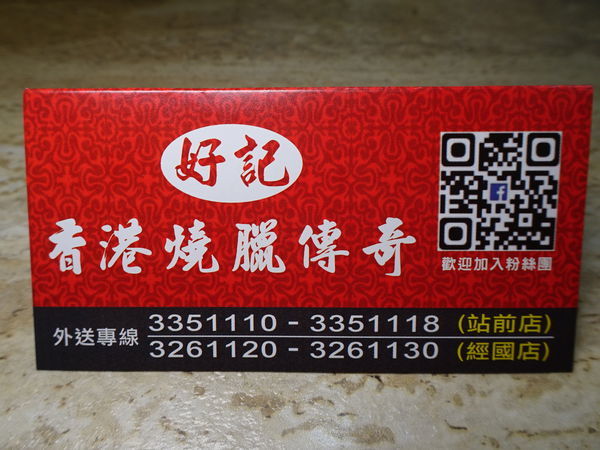 好記
香港燒臘傳奇
歡迎加入粉絲團
外送專線
3351110 - 3351118 (站前店)
3261120 - 3261130 (經國店)